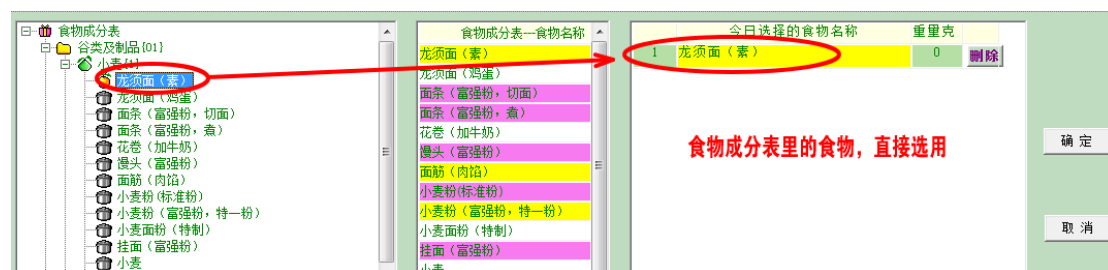 食物成分表
谷类及制品{01}
小麦{1}
龙须面（素）
龙须面（鸡蛋）
面条（富强粉，切面）
面条（富强粉，煮）
花卷（加牛奶）
馒头（富强粉）
面筋（肉馅）
小麦粉(标准粉)
小麦粉（富强粉，特一粉）
小麦面粉（特制）
挂面（富强粉）
小麦
食物成分表---食物名称
龙须面（素）
龙须面（鸡蛋）
面条（富强粉，切面）
面条（富强粉，煮）
花卷（加牛奶）
馒头（富强粉）
面筋（肉馅）
小麦粉(标准粉)
小麦粉（富强粉，特一粉）
小麦面粉（特制）
挂面（富强粉）
小麦
今日选择的食物名称 重里克
1 龙须面（素） 0 删除
食物成分表里的食物，直接选用
确定
取消